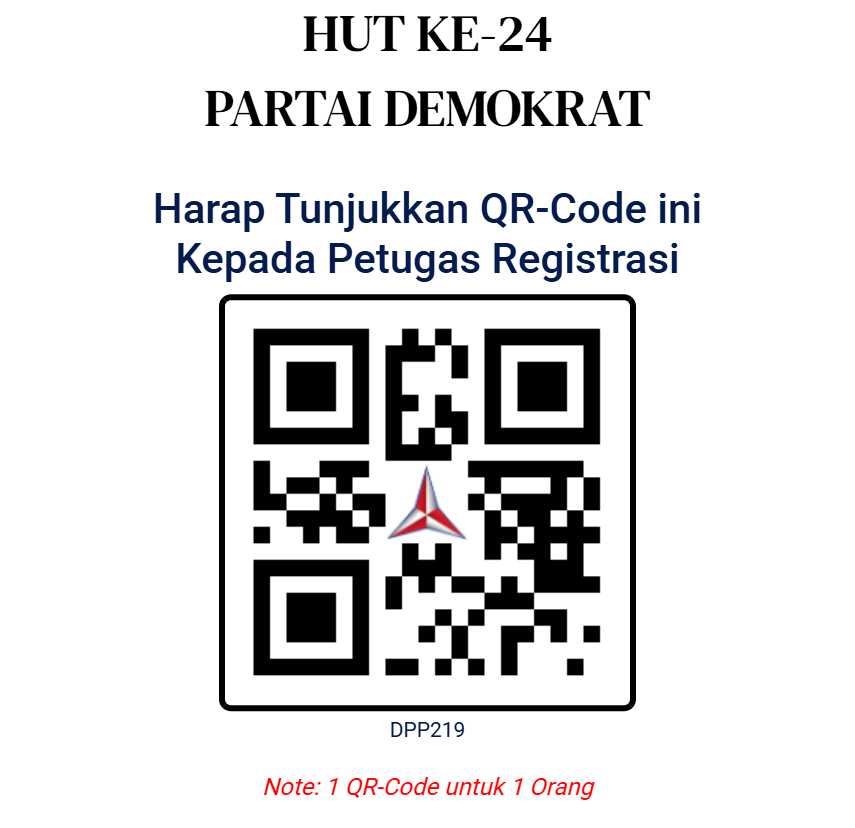 HUT KE-24
PARTAI DEMOKRAT
Harap Tunjukkan QR-Code ini
Kepada Petugas Registrasi
DPP219
Note: 1 QR-Code untuk 1 Orang